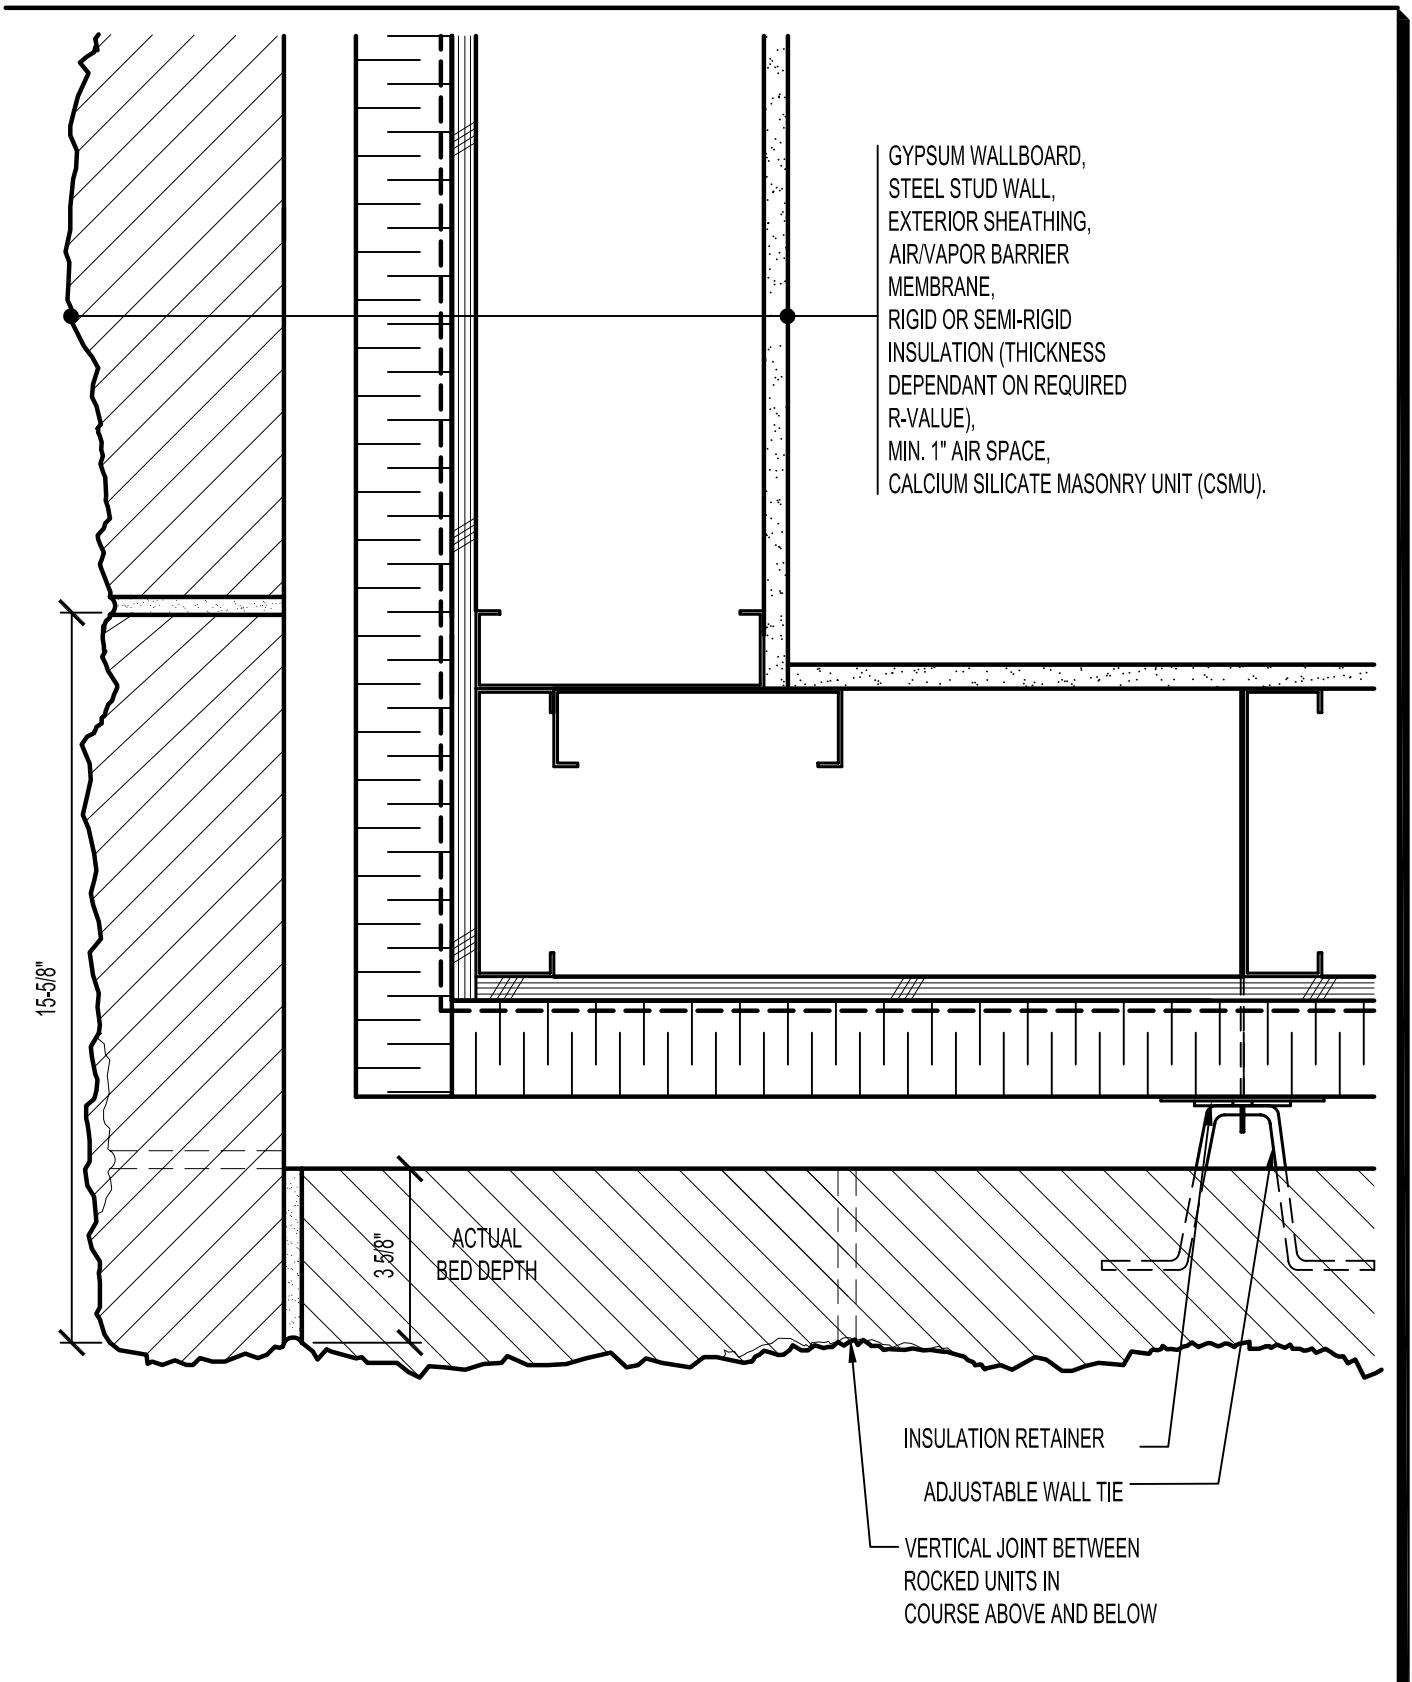 GYPSUM WALLBOARD,
STEEL STUD WALL,
EXTERIOR SHEATHING,
AIR/VAPOR BARRIER
MEMBRANE,
RIGID OR SEMI-RIGID
INSULATION (THICKNESS
DEPENDANT ON REQUIRED
R-VALUE),
MIN. 1" AIR SPACE,
CALCIUM SILICATE MASONRY UNIT (CSMU).
15-5/8"
3 5/8"
ACTUAL
BED DEPTH
INSULATION RETAINER
ADJUSTABLE WALL TIE
VERTICAL JOINT BETWEEN
ROCKED UNITS IN
COURSE ABOVE AND BELOW